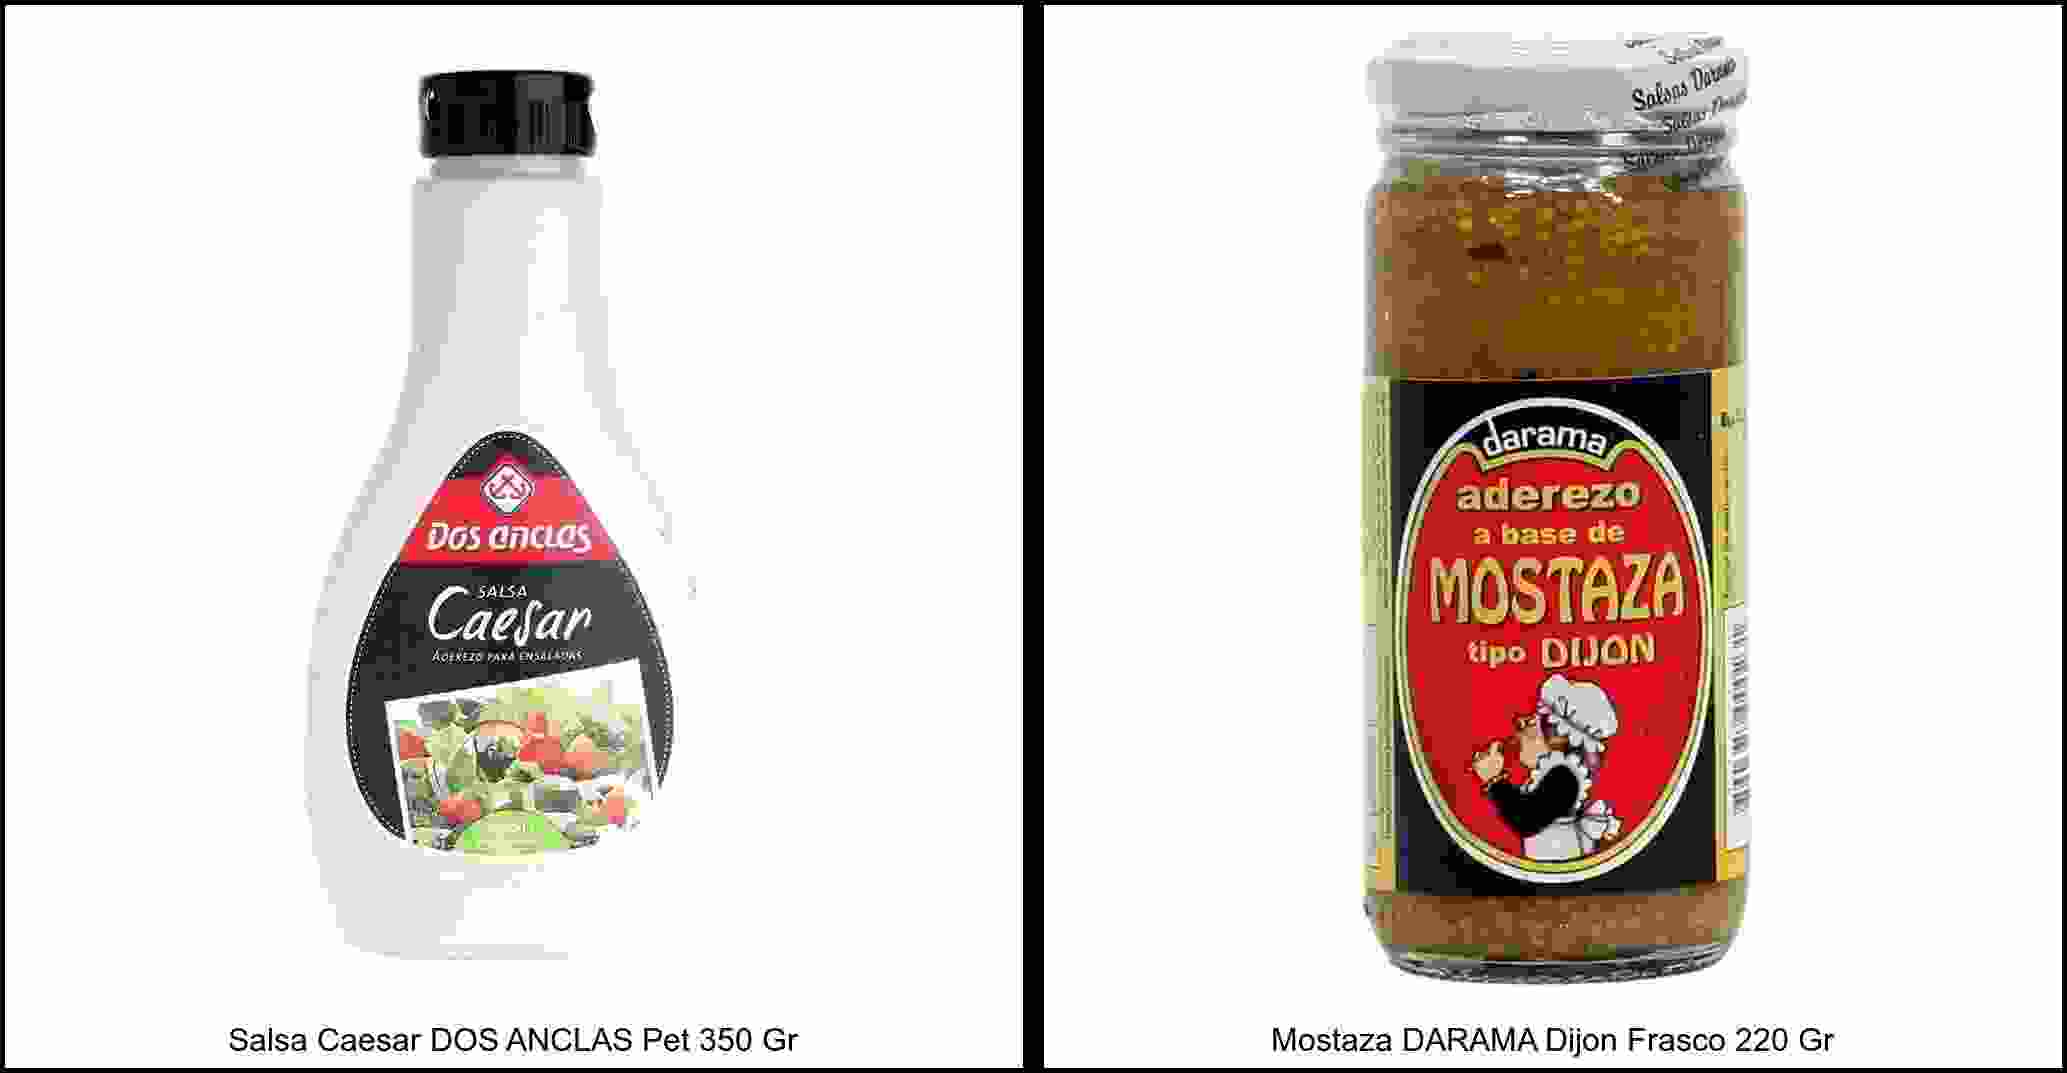 Dos anclas
SALSA
Caesar
ADEREZO PARA ENSALADAS
Salsa Caesar DOS ANCLAS Pet 350 Gr
Salsas Darama
darama
aderezo
a base de
MOSTAZA
tipo DIJON
Mostaza DARAMA Dijon Frasco 220 Gr